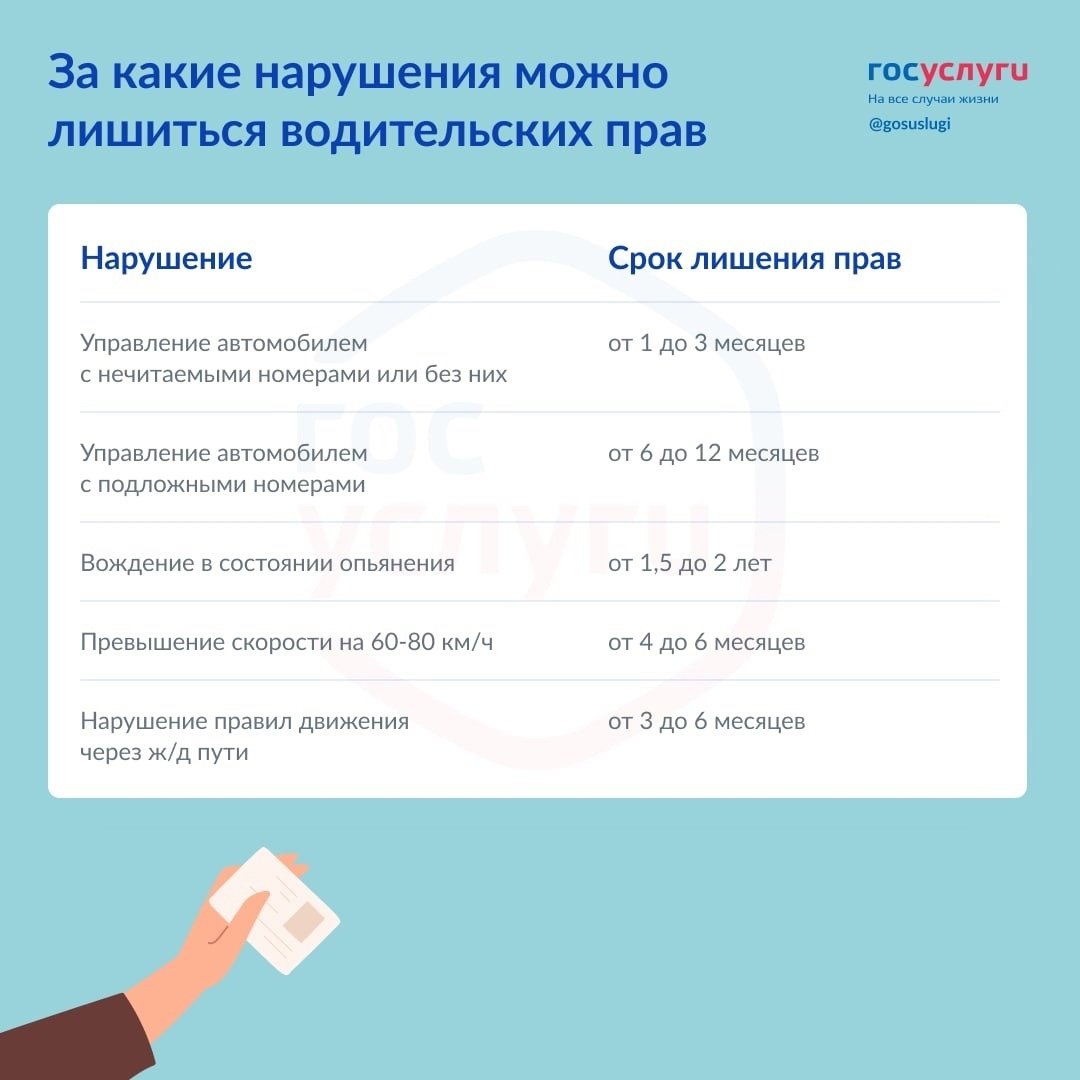 За какие нарушения можно
лишиться водительских прав
госуслуги
На все случаи жизни
@gosuslugi
Нарушение
Срок лишения прав
Управление автомобилем
с нечитаемыми номерами или без них
от 1 до 3 месяцев
Управление автомобилем
с подложными номерами
от 6 до 12 месяцев
Вождение в состоянии опьянения
от 1,5 до 2 лет
Превышение скорости на 60-80 км/ч
от 4 до 6 месяцев
Нарушение правил движения
через ж/д пути
от 3 до 6 месяцев
гос
услуги